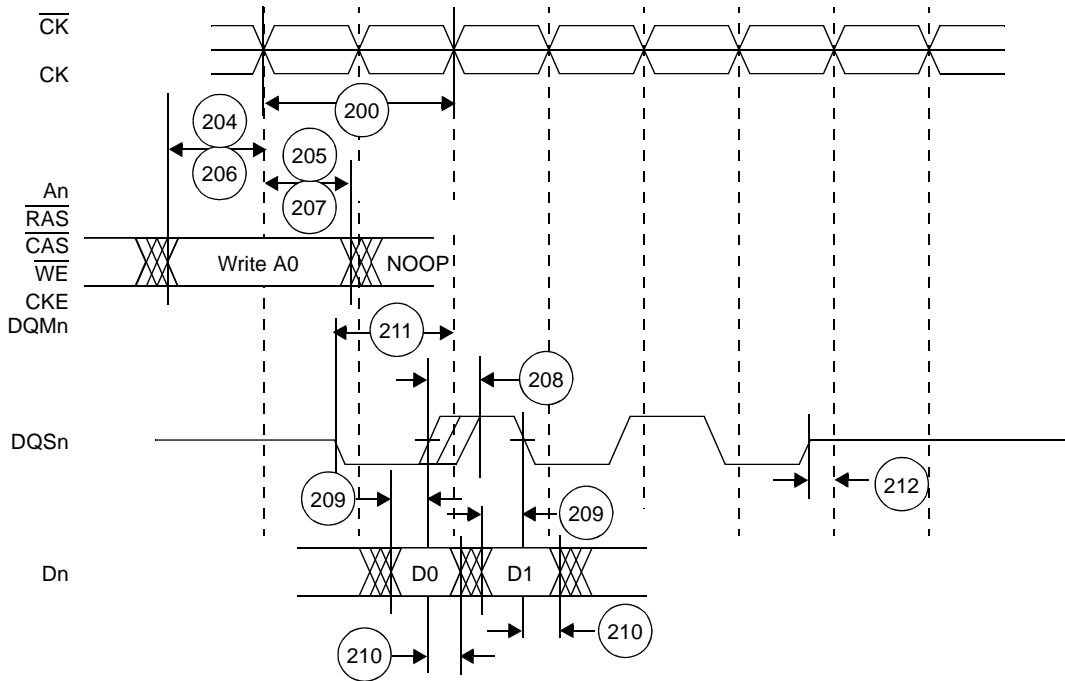 CK
CK
200
204
206
205
207
An
RAS
CAS
WE
CKE
DQMn
Write A0
NOOP
211
208
DQSn
209
209
212
Dn
D0
D1
210
210